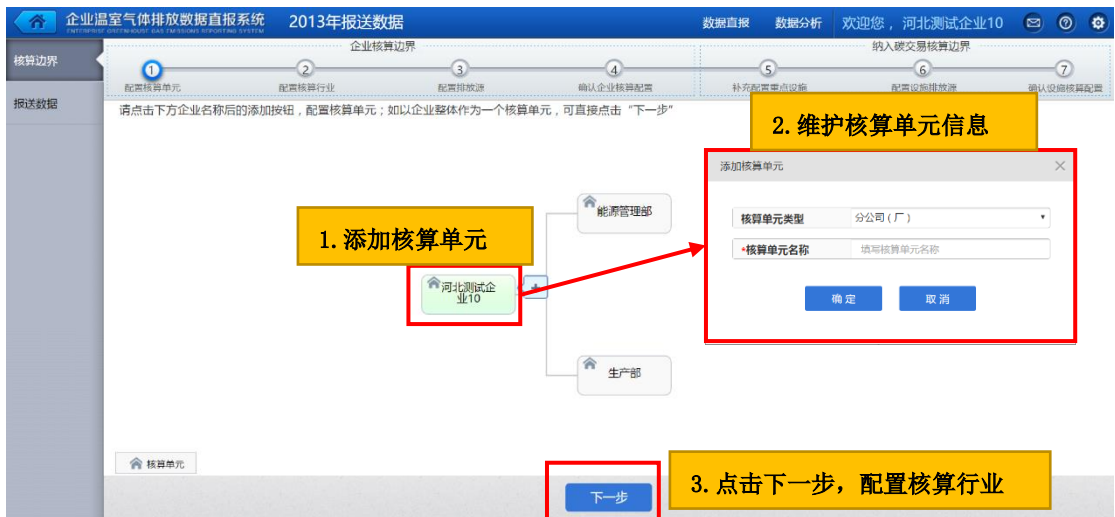 企业温室气体排放数据直报系统 2013年报送数据 数据直报 数据分析 欢迎您，河北测试企业10
ENTERPRISE GREENHOUSE GAS EMISSIONS REPORTING SYSTEM
核算边界
报送数据
企业核算边界 纳入碳交易核算边界
1 2 3 4 5 6 7
配置核算单元 配置核算行业 配置排放源 确认企业核算配置 补充配置重点设施 配置设施排放源 确认设施核算配置
请点击下方企业名称后的添加按钮，配置核算单元；如以企业整体作为一个核算单元，可直接点击“下一步”
2.维护核算单元信息
添加核算单元
核算单元类型 分公司（厂）
*核算单元名称 填写核算单元名称
确定 取消
能源管理部
1.添加核算单元
河北测试企
业10
生产部
核算单元
下一步
3.点击下一步，配置核算行业